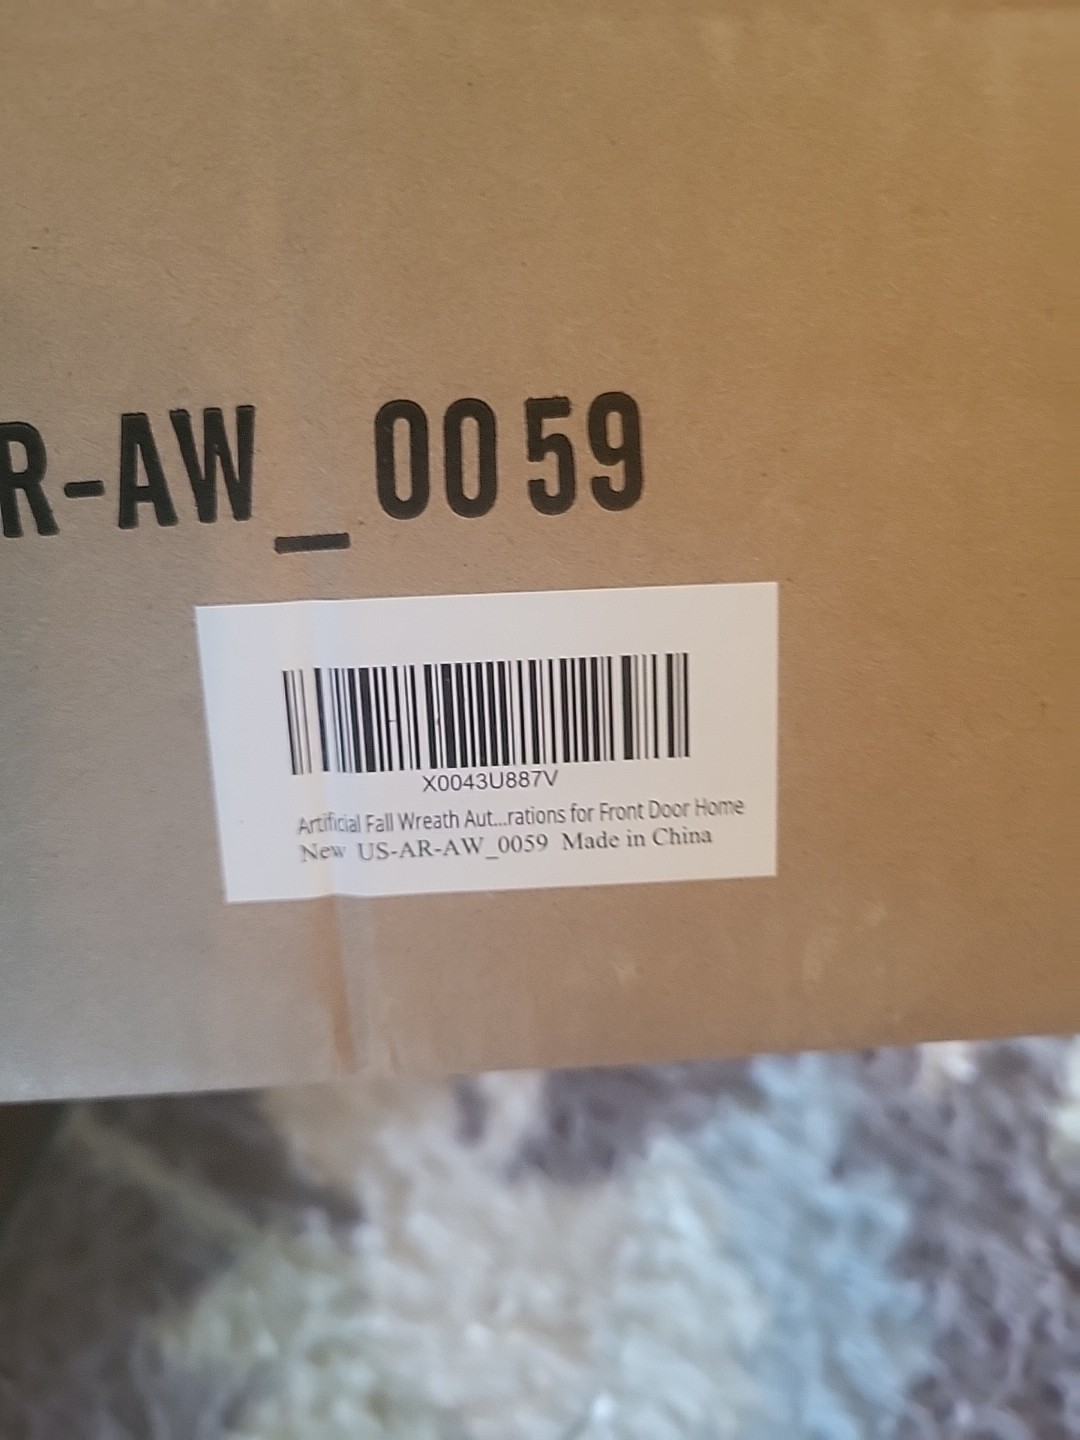 R-AW_0059
X0043U887V
Artificial Fall Wreath Aut...rations for Front Door Home
New US-AR-AW_0059 Made in China